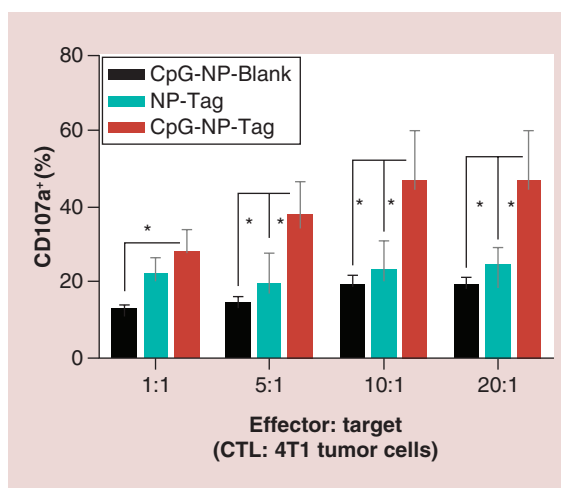 80
60
40
20
0
CD107a⁺ (%)
CpG-NP-Blank
NP-Tag
CpG-NP-Tag
*
* *
* *
* *
1:1 5:1 10:1 20:1
Effector: target
(CTL: 4T1 tumor cells)